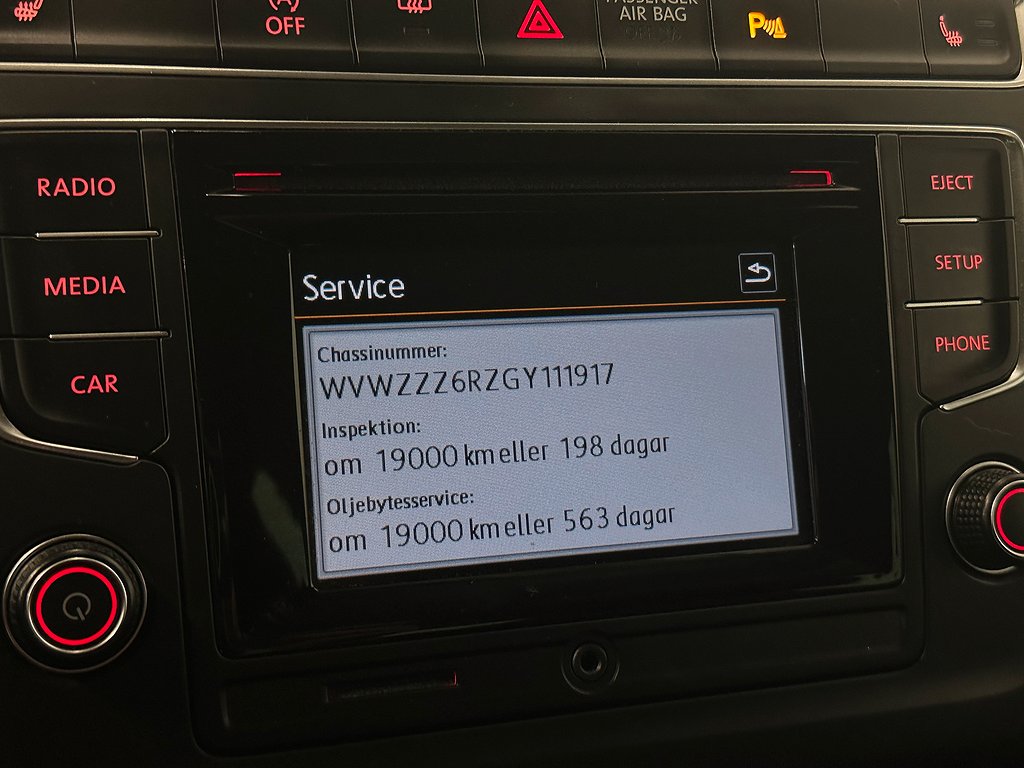 OFF
PASSENGER
AIR BAG
RADIO
MEDIA
CAR
EJECT
SETUP
PHONE
Service
Chassinummer:
WVWZZZ6RZGY111917
Inspektion:
om 19000 km eller 198 dagar
Oljebytesservice:
om 19000 km eller 563 dagar